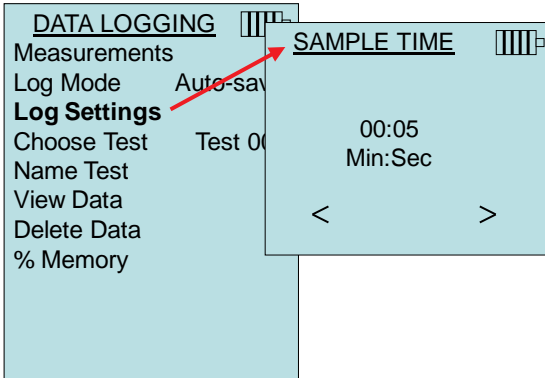 DATA LOGGING
Measurements
Log Mode
Log Settings
Choose Test Test
Name Test
View Data
Delete Data
% Memory
SAMPLE TIME
00:05
Min:Sec
< >